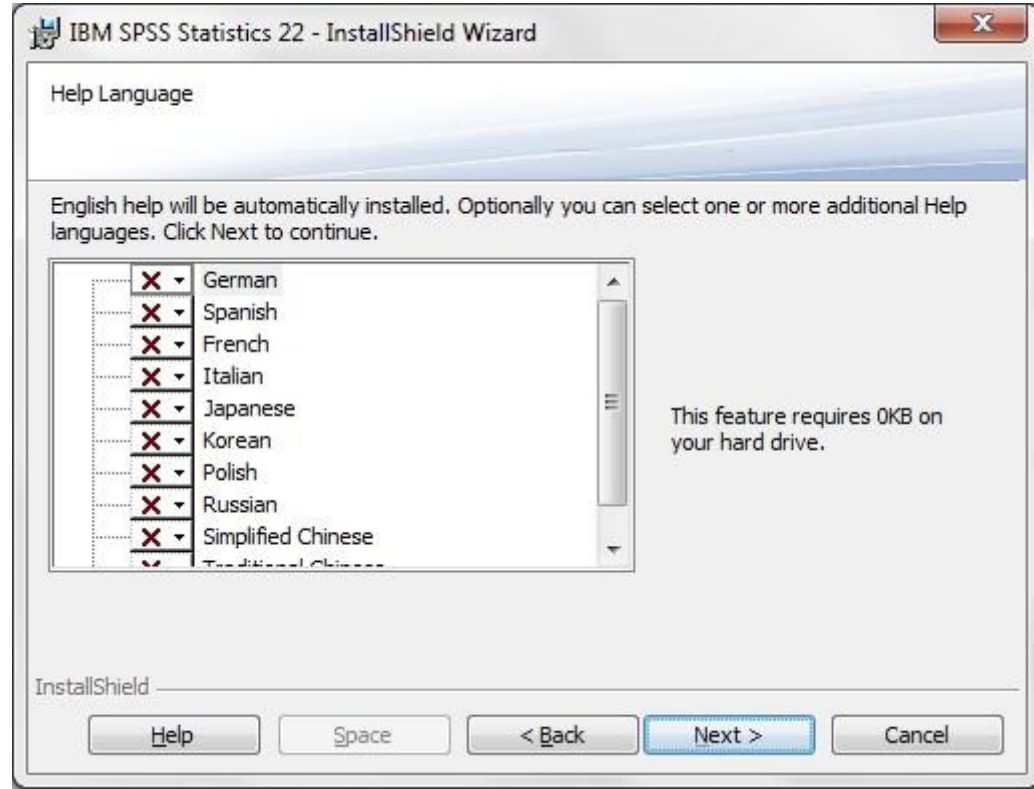 IBM SPSS Statistics 22 - InstallShield Wizard
Help Language
English help will be automatically installed. Optionally you can select one or more additional Help
languages. Click Next to continue.
German
Spanish
French
Italian
Japanese
Korean
Polish
Russian
Simplified Chinese
Traditional Chinese
This feature requires 0KB on
your hard drive.
InstallShield
Help
Space
< Back
Next >
Cancel